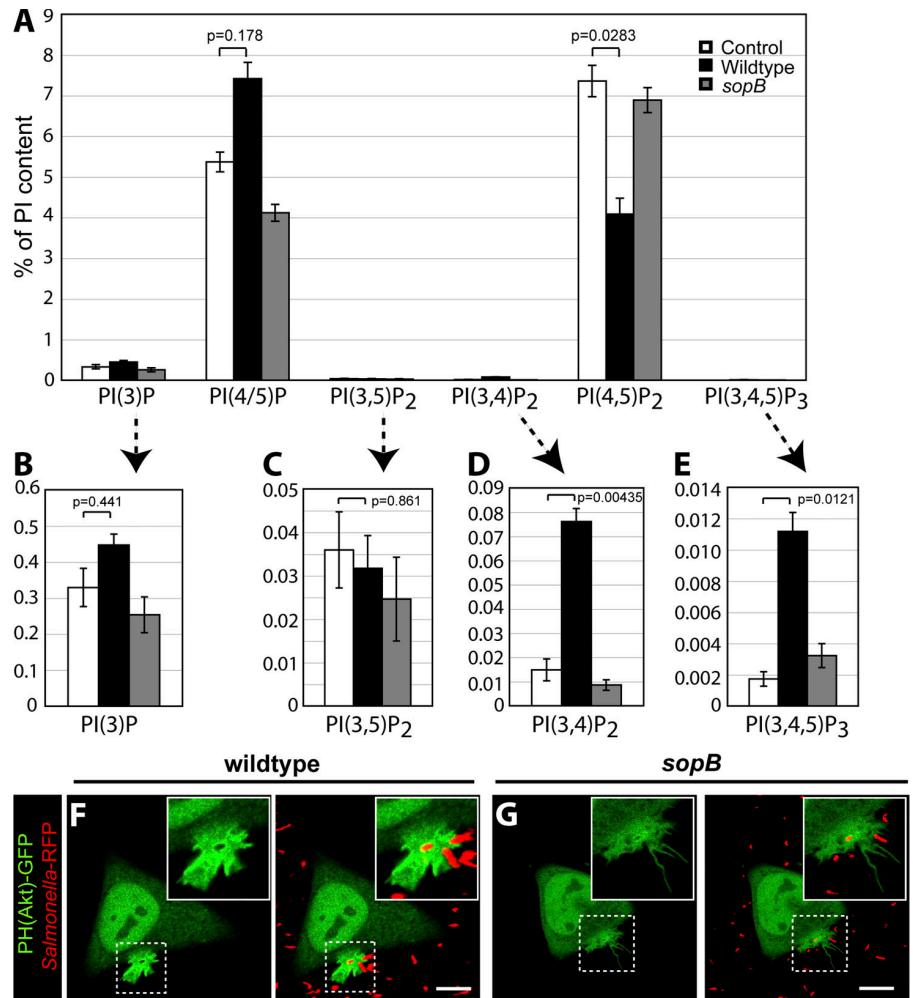 A
9
8
7
6
5
4
3
2
1
0
% of PI content
p=0.178
p=0.0283
Control
Wildtype
sopB
PI(3)P
PI(4/5)P
PI(3,5)P2
PI(3,4)P2
PI(4,5)P2
PI(3,4,5)P3
B
0.6
0.5
0.4
0.3
0.2
0.1
0
p=0.441
PI(3)P
C
0.05
0.04
0.03
0.02
0.01
0
p=0.861
PI(3,5)P2
D
0.09
0.08
0.07
0.06
0.05
0.04
0.03
0.02
0.01
0
p=0.00435
PI(3,4)P2
E
0.014
0.012
0.010
0.008
0.006
0.004
0.002
0
p=0.0121
PI(3,4,5)P3
wildtype
sopB
PH(Akt)-GFP
Salmonella-RFP
F
G